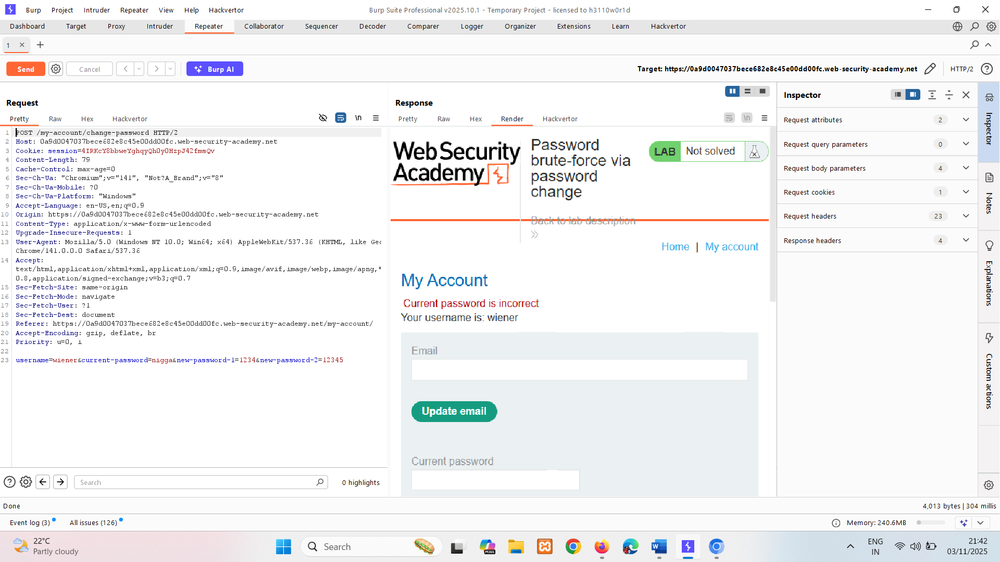 Burp Project Intruder Repeater View Help Hackvertor
Burp Suite Professional v2025.10.1 - Temporary Project - licensed to h3110w0r1d
Dashboard Target Proxy Intruder Repeater Collaborator Sequencer Decoder Comparer Logger Organizer Extensions Learn Hackvertor
1
Send Cancel Burp AI
Target: https://0a9d0047037bece682e8c45e00dd00fc.web-security-academy.net HTTP/2
Request
Pretty Raw Hex Hackvertor
\n
1 POST /my-account/change-password HTTP/2
2 Host: 0a9d0047037bece682e8c45e00dd00fc.web-security-academy.net
3 Cookie: session=4IRKcY8bbweYghqyQhOyOHzpJ42fmsQv
4 Content-Length: 79
5 Cache-Control: max-age=0
6 Sec-Ch-Ua: "Chromium";v="141", "Not?A_Brand";v="8"
7 Sec-Ch-Ua-Mobile: ?0
8 Sec-Ch-Ua-Platform: "Windows"
9 Accept-Language: en-US,en;q=0.9
10 Origin: https://0a9d0047037bece682e8c45e00dd00fc.web-security-academy.net
11 Content-Type: application/x-www-form-urlencoded
12 Upgrade-Insecure-Requests: 1
13 User-Agent: Mozilla/5.0 (Windows NT 10.0; Win64; x64) AppleWebKit/537.36 (KHTML, like Gec
Chrome/141.0.0.0 Safari/537.36
14 Accept:
text/html,application/xhtml+xml,application/xml;q=0.9,image/avif,image/webp,image/apng,*
0.8,application/signed-exchange;v=b3;q=0.7
15 Sec-Fetch-Site: same-origin
16 Sec-Fetch-Mode: navigate
17 Sec-Fetch-User: ?1
18 Sec-Fetch-Dest: document
19 Referer: https://0a9d0047037bece682e8c45e00dd00fc.web-security-academy.net/my-account/
20 Accept-Encoding: gzip, deflate, br
21 Priority: u=0, i
22
23 username=wiener&current-password=nigga&new-password-1=1234&new-password-2=12345
Search
0 highlights
Response
Pretty Raw Hex Render Hackvertor
\n
WebSecurity
Academy
Password
brute-force via
password
change
LAB Not solved
Back to lab description
Home | My account
My Account
Current password is incorrect
Your username is: wiener
Email
Update email
Current password
Inspector
Request attributes 2
Request query parameters 0
Request body parameters 4
Request cookies 1
Request headers 23
Response headers 4
Inspector
Notes
Explanations
Custom actions
Done
4,013 bytes | 304 millis
Event log (3) All issues (126)
Memory: 240.6MB
22°C
Partly cloudy
Search
M365
W
ENG
IN
21:42
03/11/2025